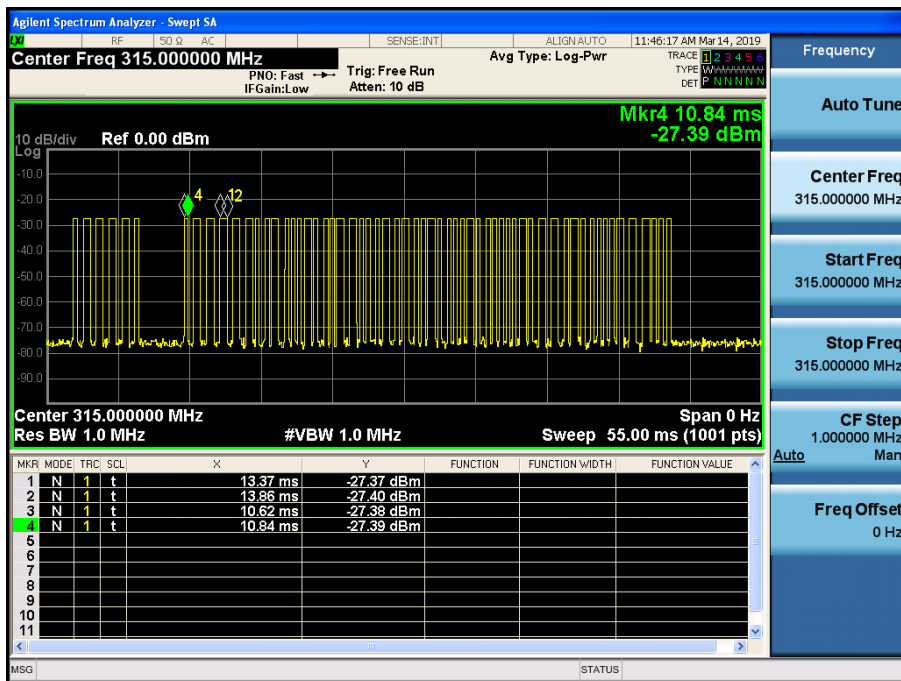 Agilent Spectrum Analyzer - Swept SA
LXI RF 50 Ω AC SENSE:INT ALIGN AUTO 11:46:17 AM Mar 14, 2019
Center Freq 315.000000 MHz
PNO: Fast
IFGain:Low
Trig: Free Run
Atten: 10 dB
Avg Type: Log-Pwr
TRACE 1 2 3 4 5 6
TYPE W
DET P N N N N N
Mkr4 10.84 ms
-27.39 dBm
10 dB/div Ref 0.00 dBm
Log
-10.0
-20.0
-30.0
-40.0
-50.0
-60.0
-70.0
-80.0
-90.0
4 12
Center 315.000000 MHz Span 0 Hz
Res BW 1.0 MHz #VBW 1.0 MHz Sweep 55.00 ms (1001 pts)
MKR MODE TRC SCL X Y FUNCTION FUNCTION WIDTH FUNCTION VALUE
1 N 1 t 13.37 ms -27.37 dBm
2 N 1 t 13.86 ms -27.40 dBm
3 N 1 t 10.62 ms -27.38 dBm
4 N 1 t 10.84 ms -27.39 dBm
5
6
7
8
9
10
11
MSG STATUS
Frequency
Auto Tune
Center Freq
315.000000 MHz
Start Freq
315.000000 MHz
Stop Freq
315.000000 MHz
CF Step
1.000000 MHz
Auto Man
Freq Offset
0 Hz